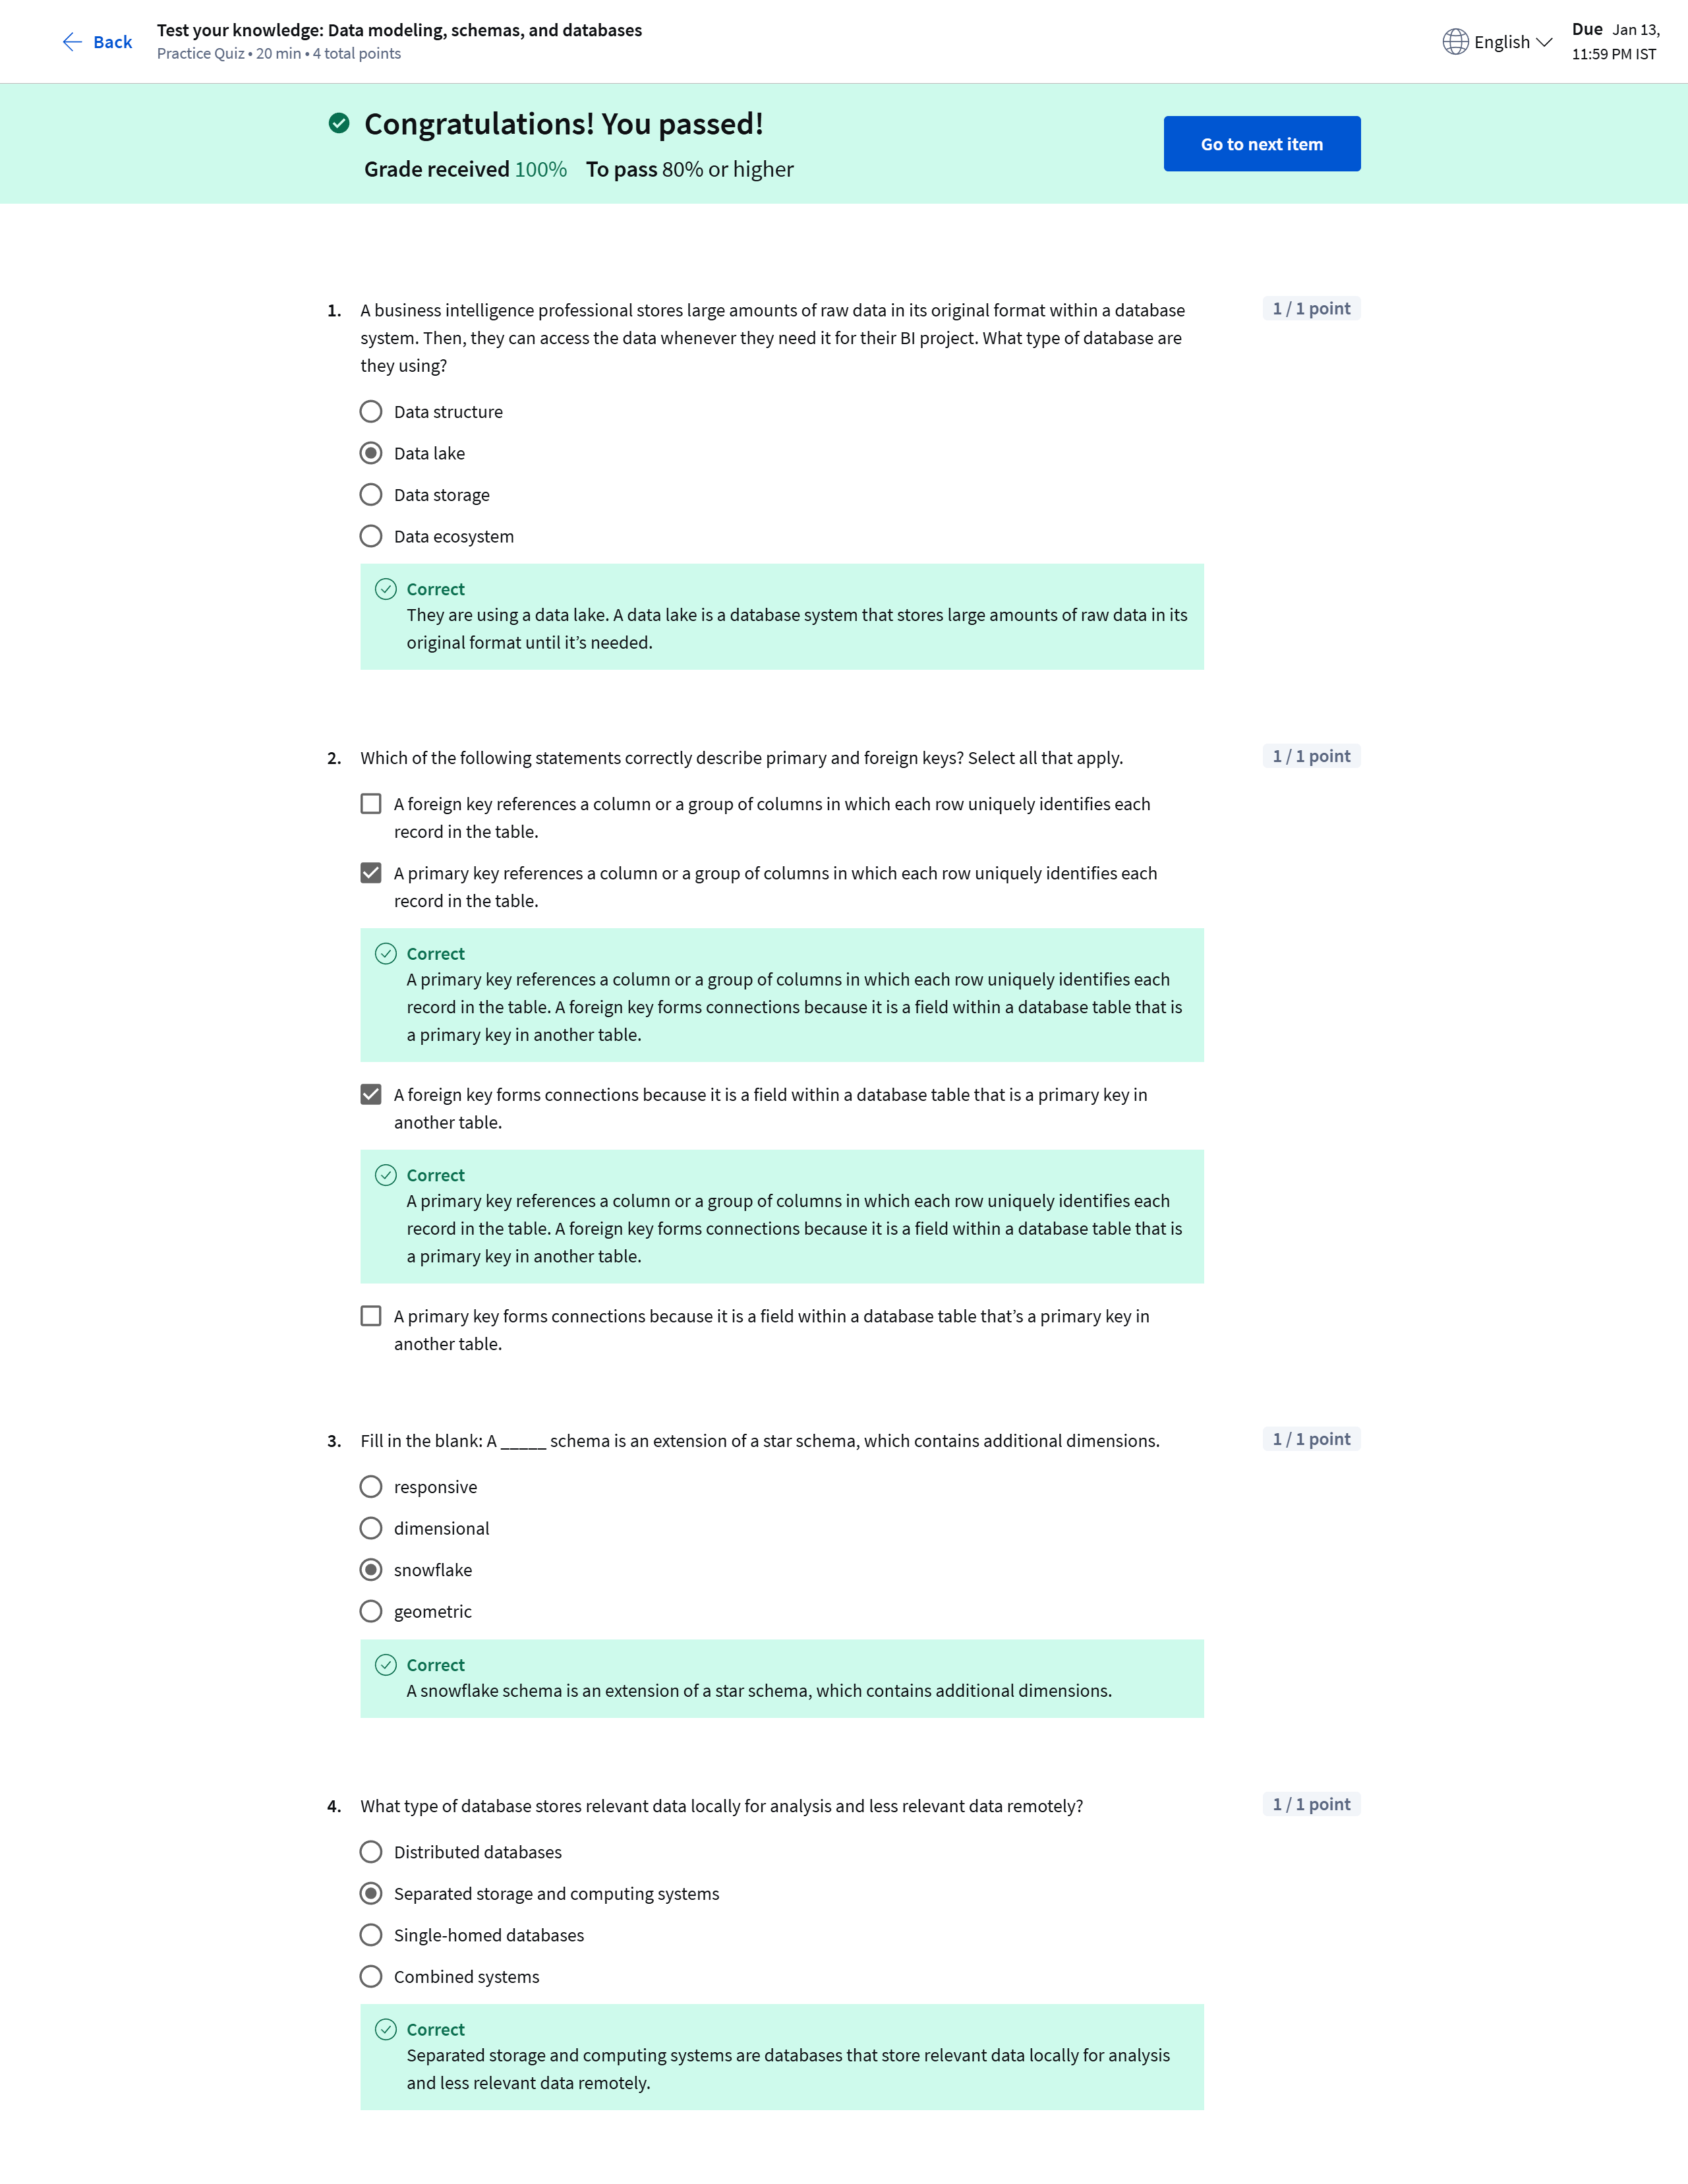 Back
Test your knowledge: Data modeling, schemas, and databases
Practice Quiz • 20 min • 4 total points
English
Due Jan 13,
11:59 PM IST
Congratulations! You passed!
Grade received 100% To pass 80% or higher
Go to next item
1. A business intelligence professional stores large amounts of raw data in its original format within a database
system. Then, they can access the data whenever they need it for their BI project. What type of database are
they using?
1 / 1 point
Data structure
Data lake
Data storage
Data ecosystem
Correct
They are using a data lake. A data lake is a database system that stores large amounts of raw data in its
original format until it’s needed.
2. Which of the following statements correctly describe primary and foreign keys? Select all that apply.
1 / 1 point
A foreign key references a column or a group of columns in which each row uniquely identifies each
record in the table.
A primary key references a column or a group of columns in which each row uniquely identifies each
record in the table.
Correct
A primary key references a column or a group of columns in which each row uniquely identifies each
record in the table. A foreign key forms connections because it is a field within a database table that is
a primary key in another table.
A foreign key forms connections because it is a field within a database table that is a primary key in
another table.
Correct
A primary key references a column or a group of columns in which each row uniquely identifies each
record in the table. A foreign key forms connections because it is a field within a database table that is
a primary key in another table.
A primary key forms connections because it is a field within a database table that’s a primary key in
another table.
3. Fill in the blank: A _____ schema is an extension of a star schema, which contains additional dimensions.
1 / 1 point
responsive
dimensional
snowflake
geometric
Correct
A snowflake schema is an extension of a star schema, which contains additional dimensions.
4. What type of database stores relevant data locally for analysis and less relevant data remotely?
1 / 1 point
Distributed databases
Separated storage and computing systems
Single-homed databases
Combined systems
Correct
Separated storage and computing systems are databases that store relevant data locally for analysis
and less relevant data remotely.